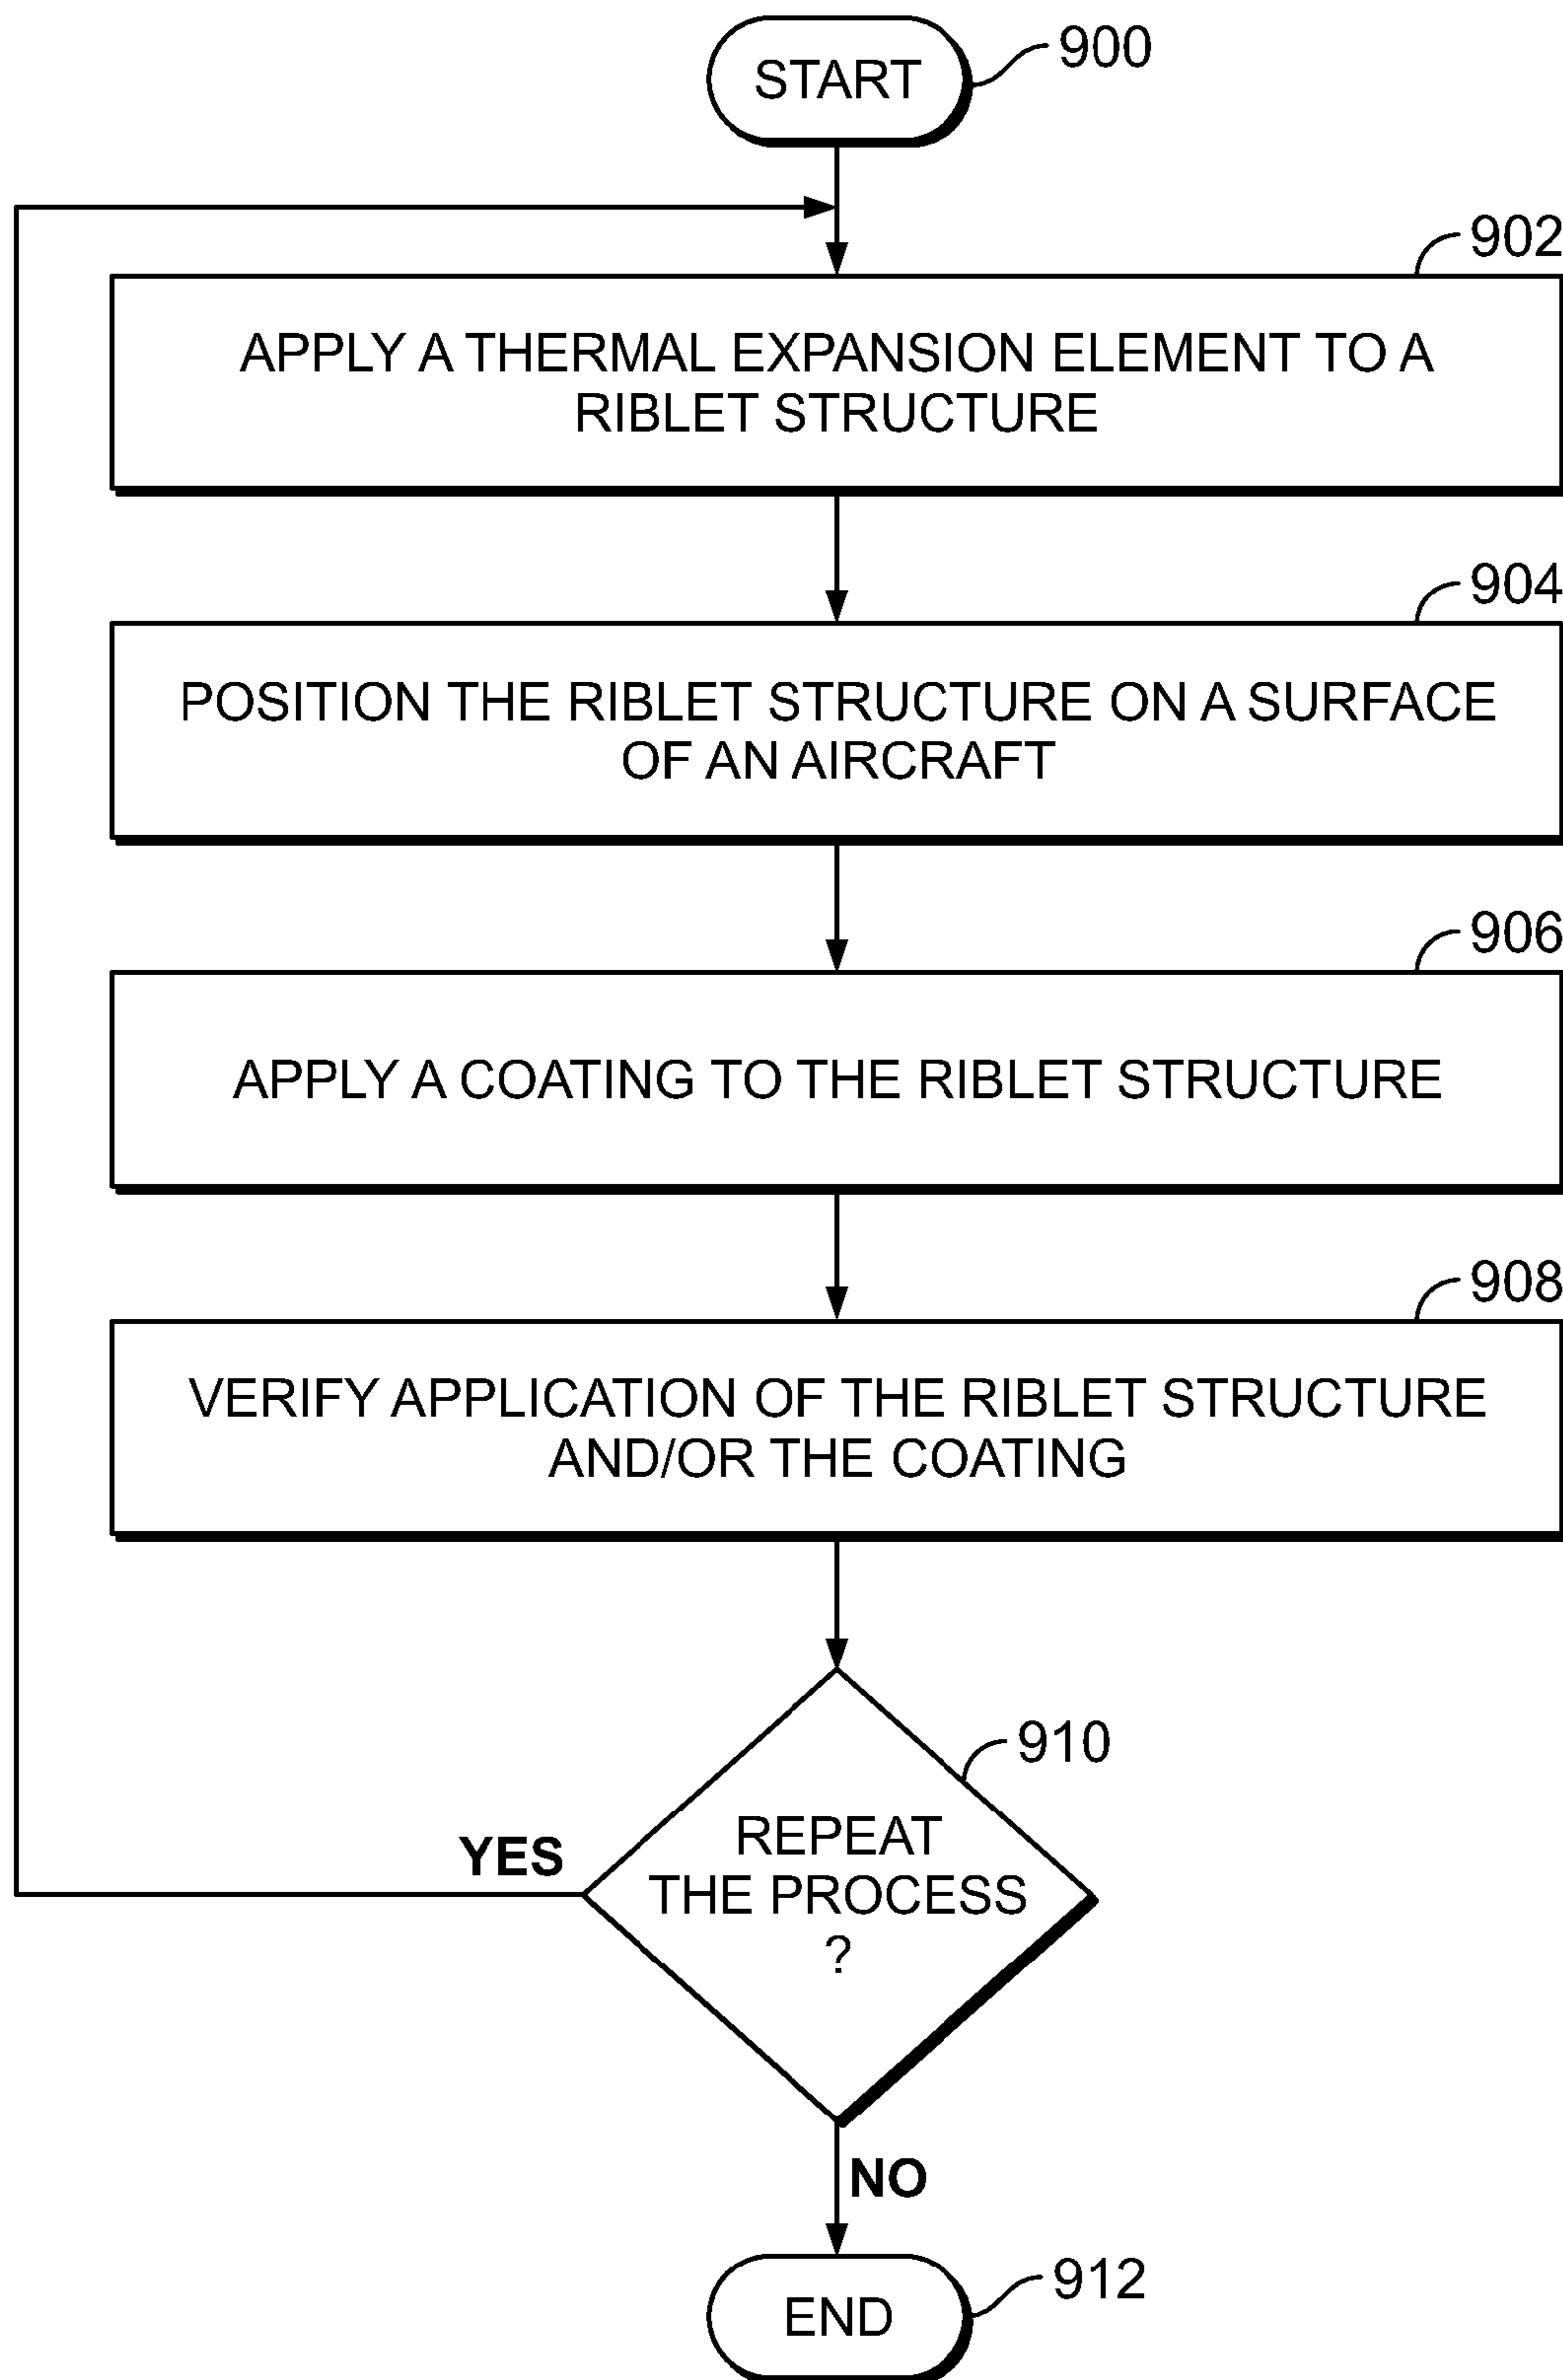 START
900
902
APPLY A THERMAL EXPANSION ELEMENT TO A
RIBLET STRUCTURE
904
POSITION THE RIBLET STRUCTURE ON A SURFACE
OF AN AIRCRAFT
906
APPLY A COATING TO THE RIBLET STRUCTURE
908
VERIFY APPLICATION OF THE RIBLET STRUCTURE
AND/OR THE COATING
910
REPEAT
THE PROCESS
?
YES
NO
912
END